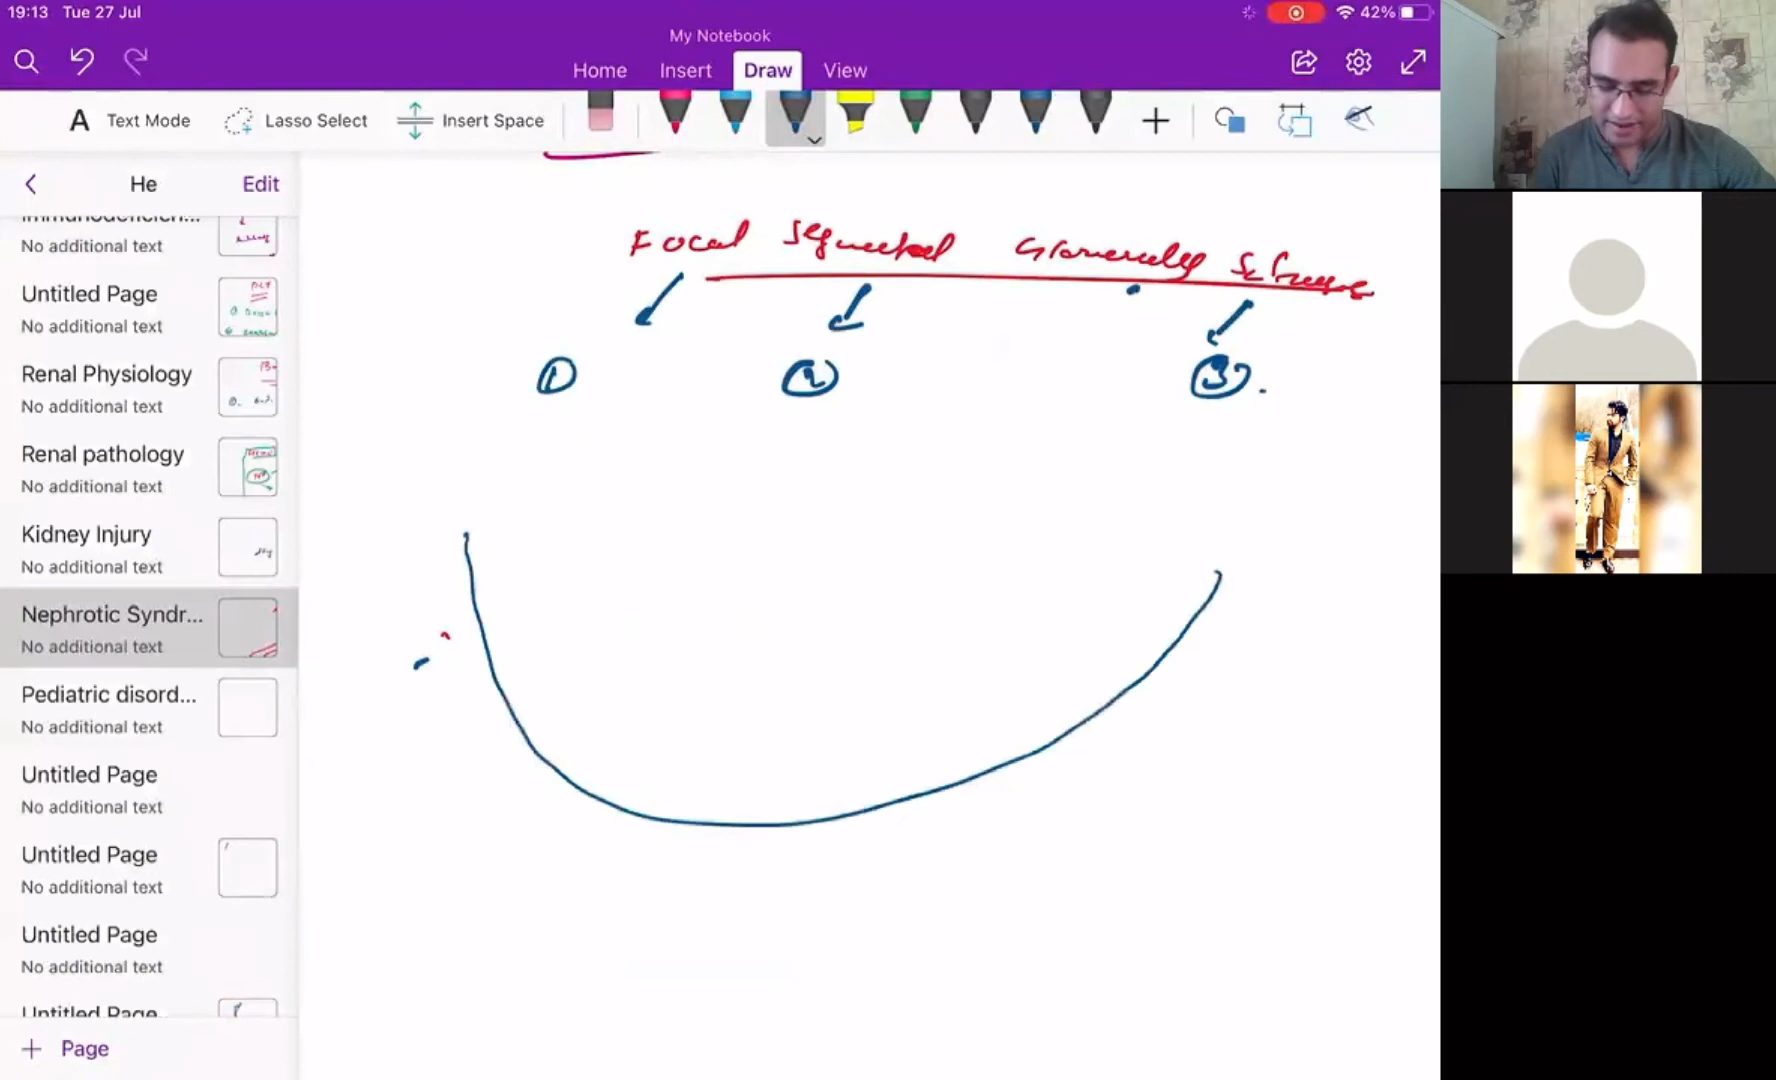 19:13 Tue 27 Jul
42%
My Notebook
Home Insert Draw View
A Text Mode Lasso Select Insert Space
He Edit
Immunodeficien...
No additional text
Untitled Page
No additional text
Renal Physiology
No additional text
Renal pathology
No additional text
Kidney Injury
No additional text
Nephrotic Syndr...
No additional text
Pediatric disord...
No additional text
Untitled Page
No additional text
Untitled Page
No additional text
Untitled Page
No additional text
Untitled Page
+ Page
Focal
1 2 3.